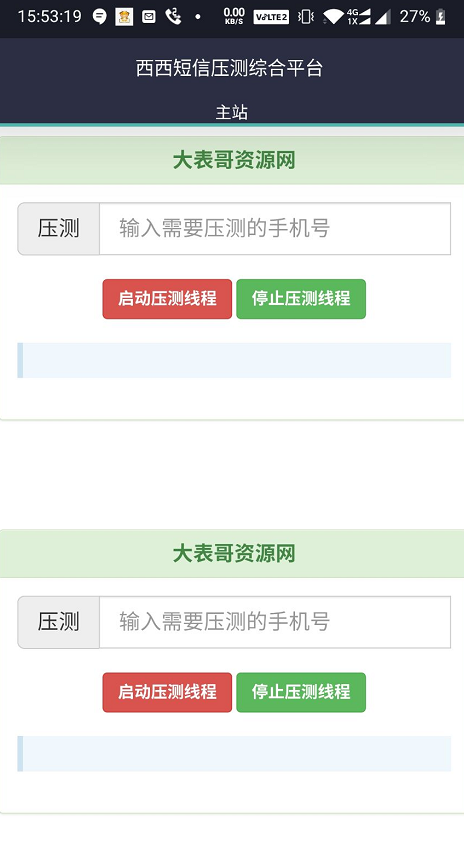 15:53:19 0.00 KB/S VoLTE2 2 4G 1X 27%
西西短信压测综合平台
主站
大表哥资源网
压测 输入需要压测的手机号
启动压测线程 停止压测线程
大表哥资源网
压测 输入需要压测的手机号
启动压测线程 停止压测线程